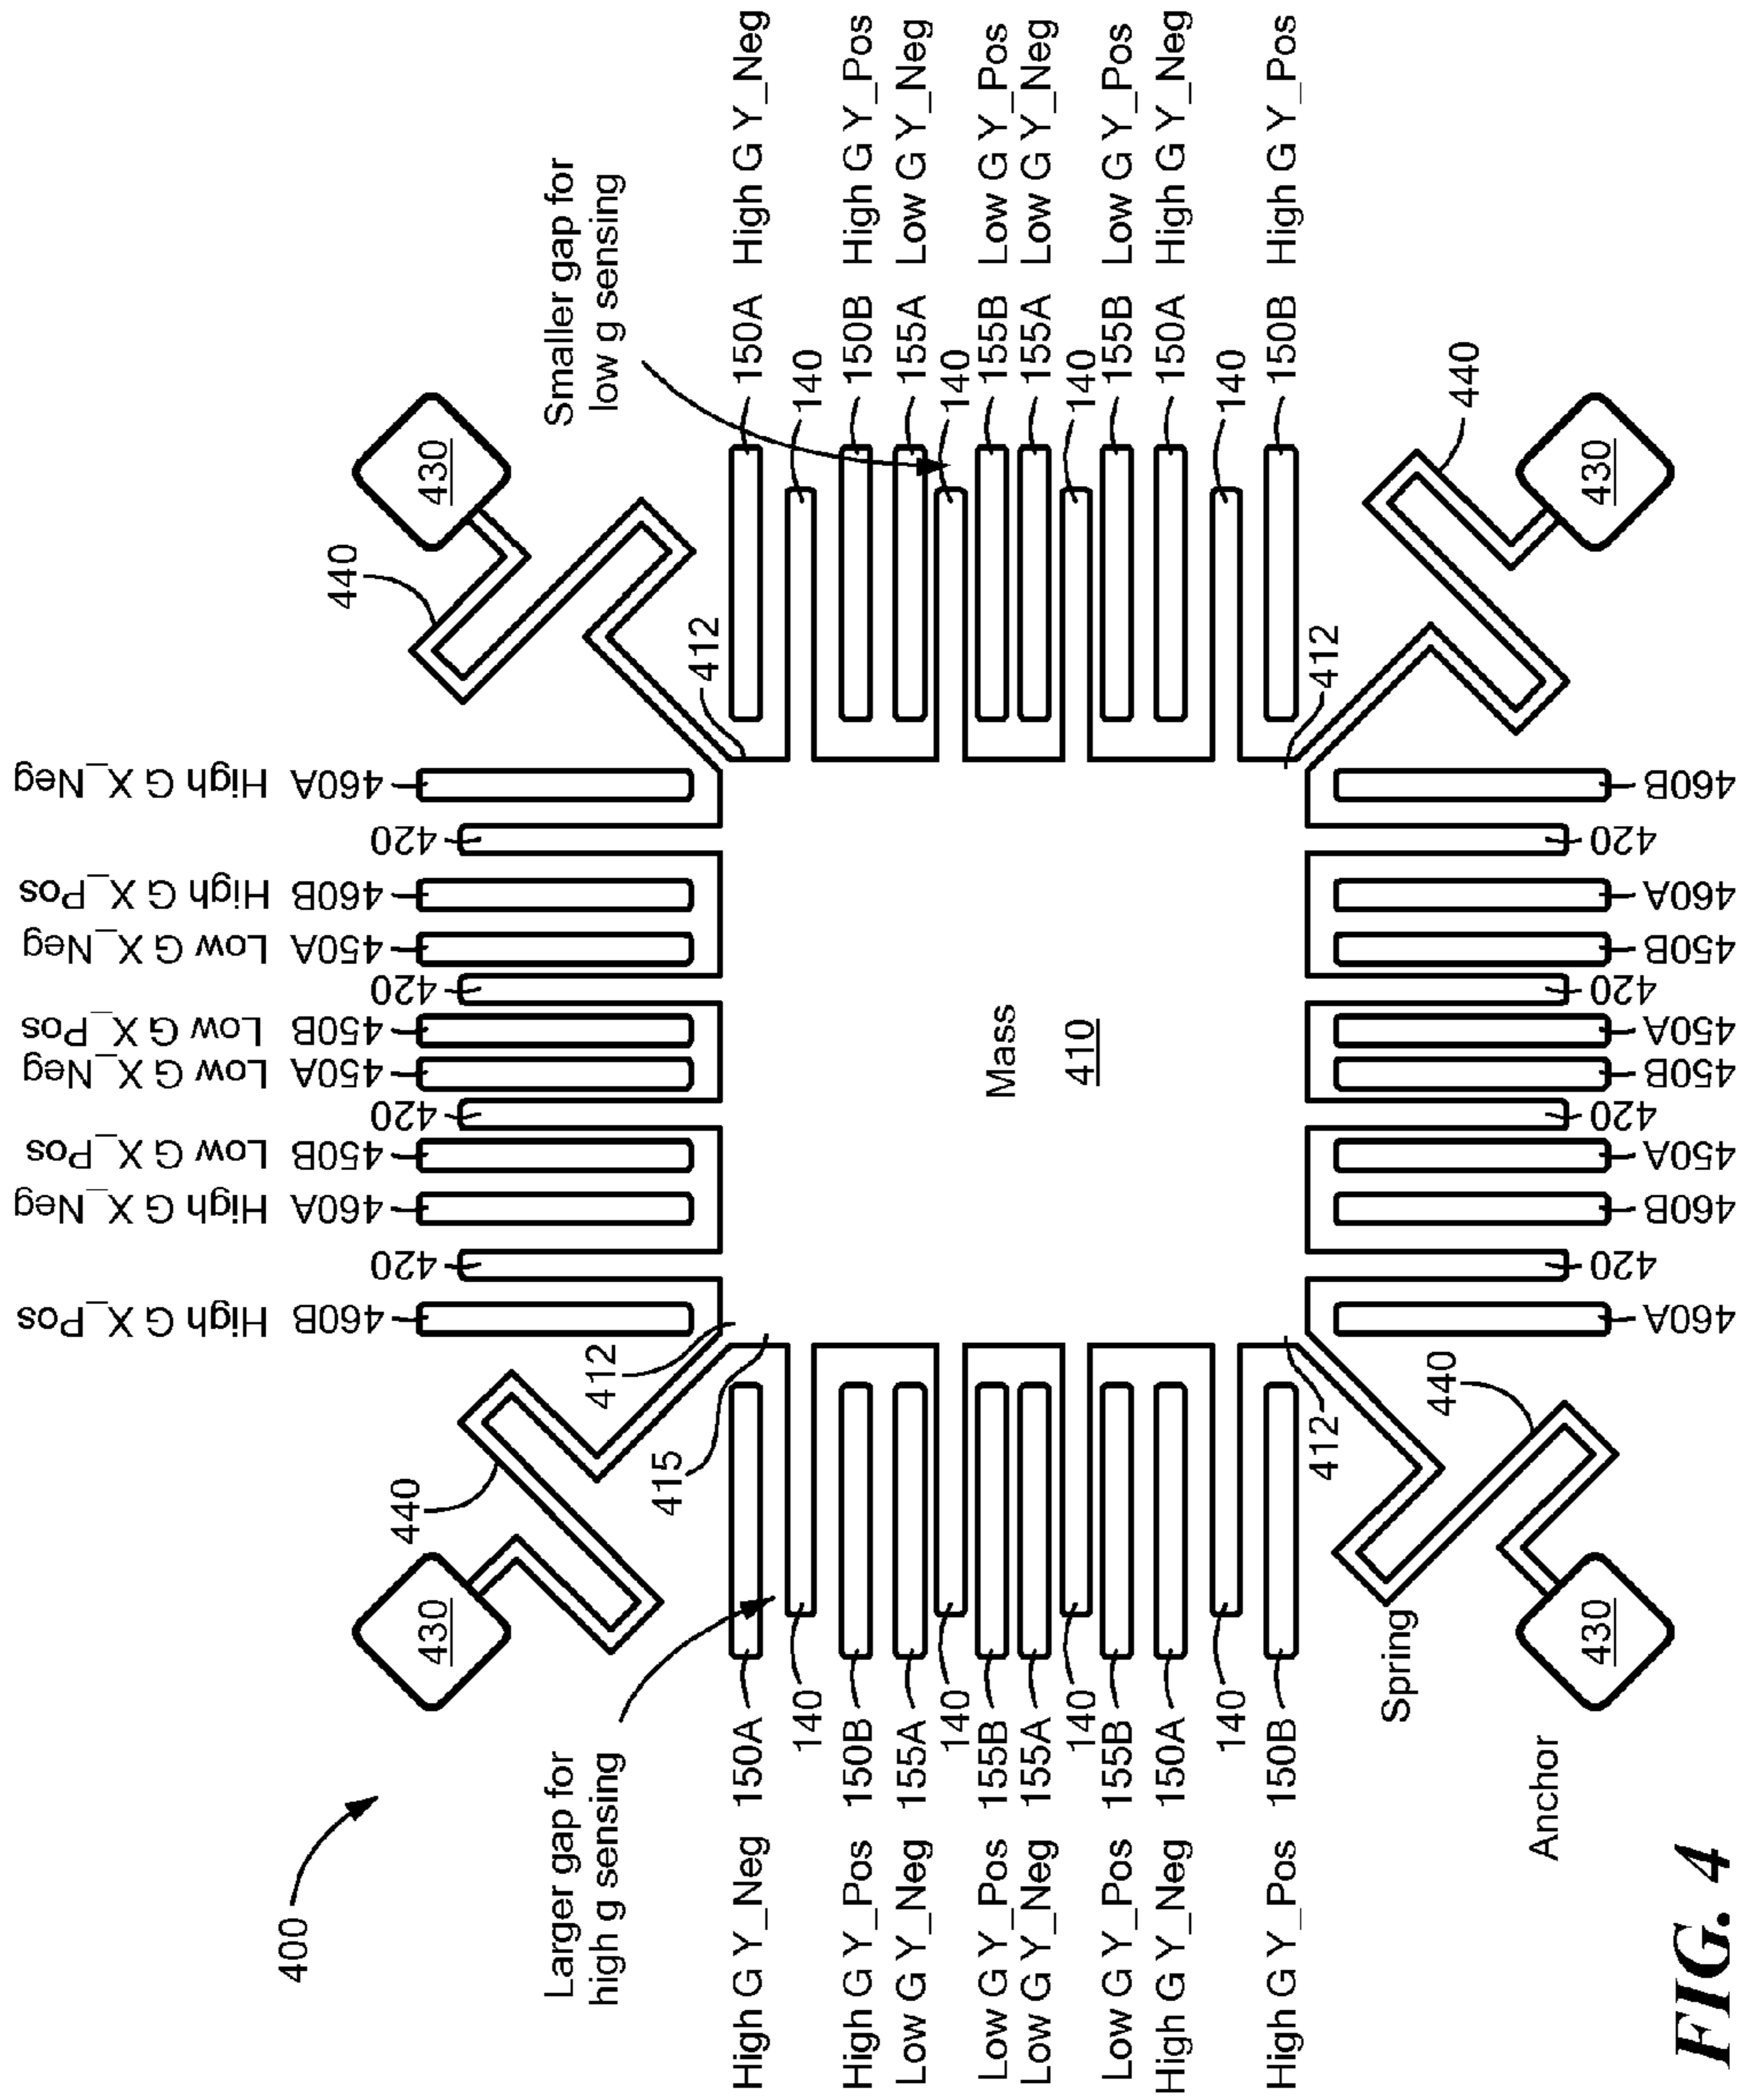 400
460B High G X_Pos
420
460A High G X_Neg
450B Low G X_Pos
420
450A Low G X_Neg
450B Low G X_Pos
420
450A Low G X_Neg
460B High G X_Pos
420
460A High G X_Neg
440
440
430
430
Larger gap for
high g sensing
Smaller gap for
low g sensing
412
415
412
High G Y_Neg 150A
140
High G Y_Pos 150B
Low G Y_Neg 155A
140
Low G Y_Pos 155B
Low G Y_Neg 155A
140
Low G Y_Pos 155B
High G Y_Neg 150A
140
High G Y_Pos 150B
Mass
410
150A High G Y_Neg
140
150B High G Y_Pos
155A Low G Y_Neg
140
155B Low G Y_Pos
155A Low G Y_Neg
140
155B Low G Y_Pos
150A High G Y_Neg
140
150B High G Y_Pos
412
412
Spring
440
440
Anchor
430
430
460A
420
460B
450A
420
450B
450A
420
450B
460A
420
460B
FIG. 4